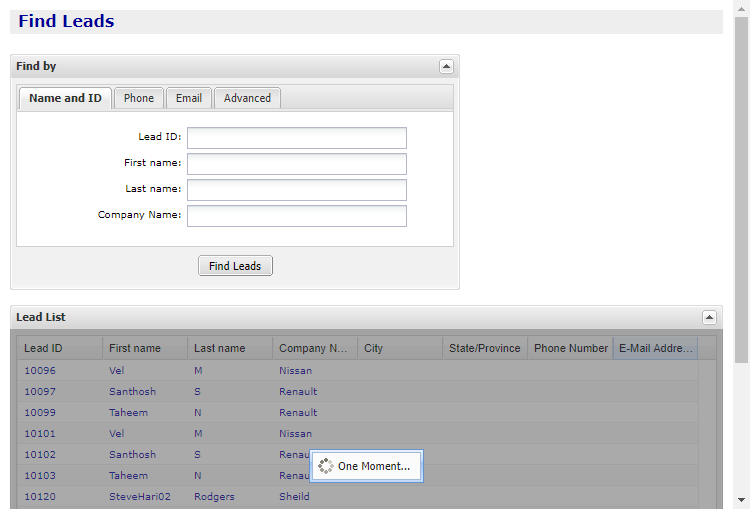 Find Leads
Find by
Name and ID Phone Email Advanced
Lead ID:
First name:
Last name:
Company Name:
Find Leads
Lead List
Lead ID First name Last name Company N... City State/Province Phone Number E-Mail Addre...
10096 Vel M Nissan
10097 Santhosh S Renault
10099 Taheem N Renault
10101 Vel M Nissan
10102 Santhosh S Renau
One Moment...
10103 Taheem N Renau
10120 SteveHari02 Rodgers Sheild